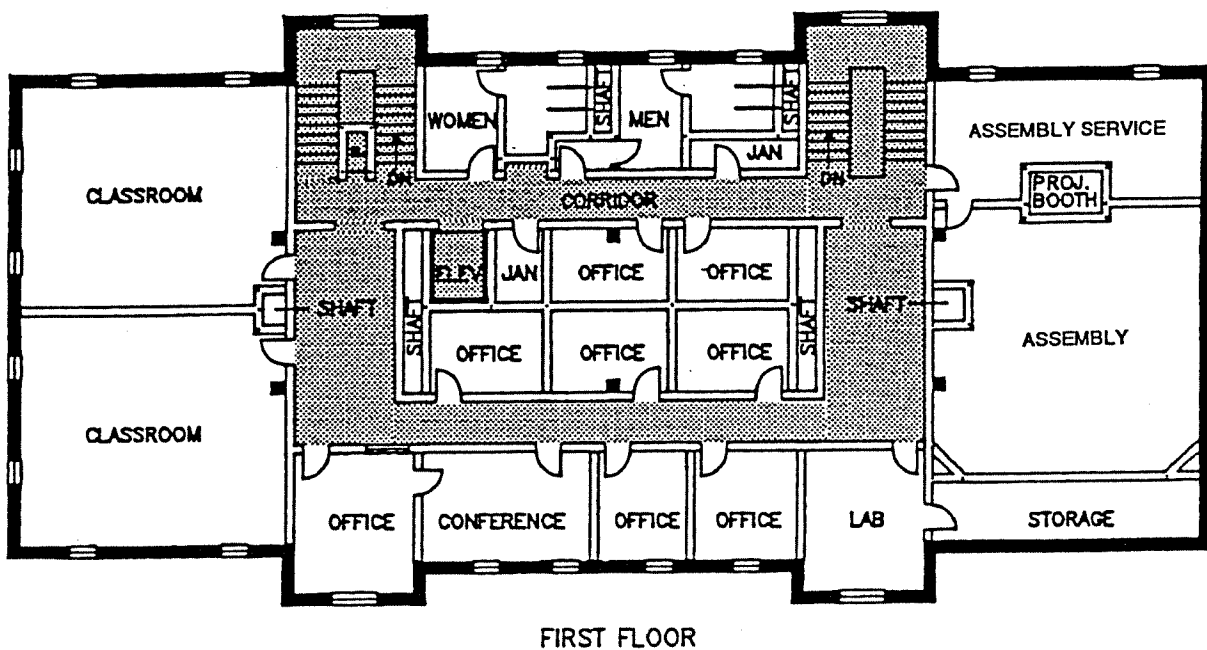 WOMEN
SHAFT
MEN
SHAFT
JAN
ASSEMBLY SERVICE
DN
DN
PROJ.
BOOTH
CLASSROOM
CORRIDOR
ELEV
JAN
OFFICE
OFFICE
SHAFT
SHAFT
SHAFT
SHAFT
OFFICE
OFFICE
OFFICE
ASSEMBLY
CLASSROOM
OFFICE
CONFERENCE
OFFICE
OFFICE
LAB
STORAGE
FIRST FLOOR